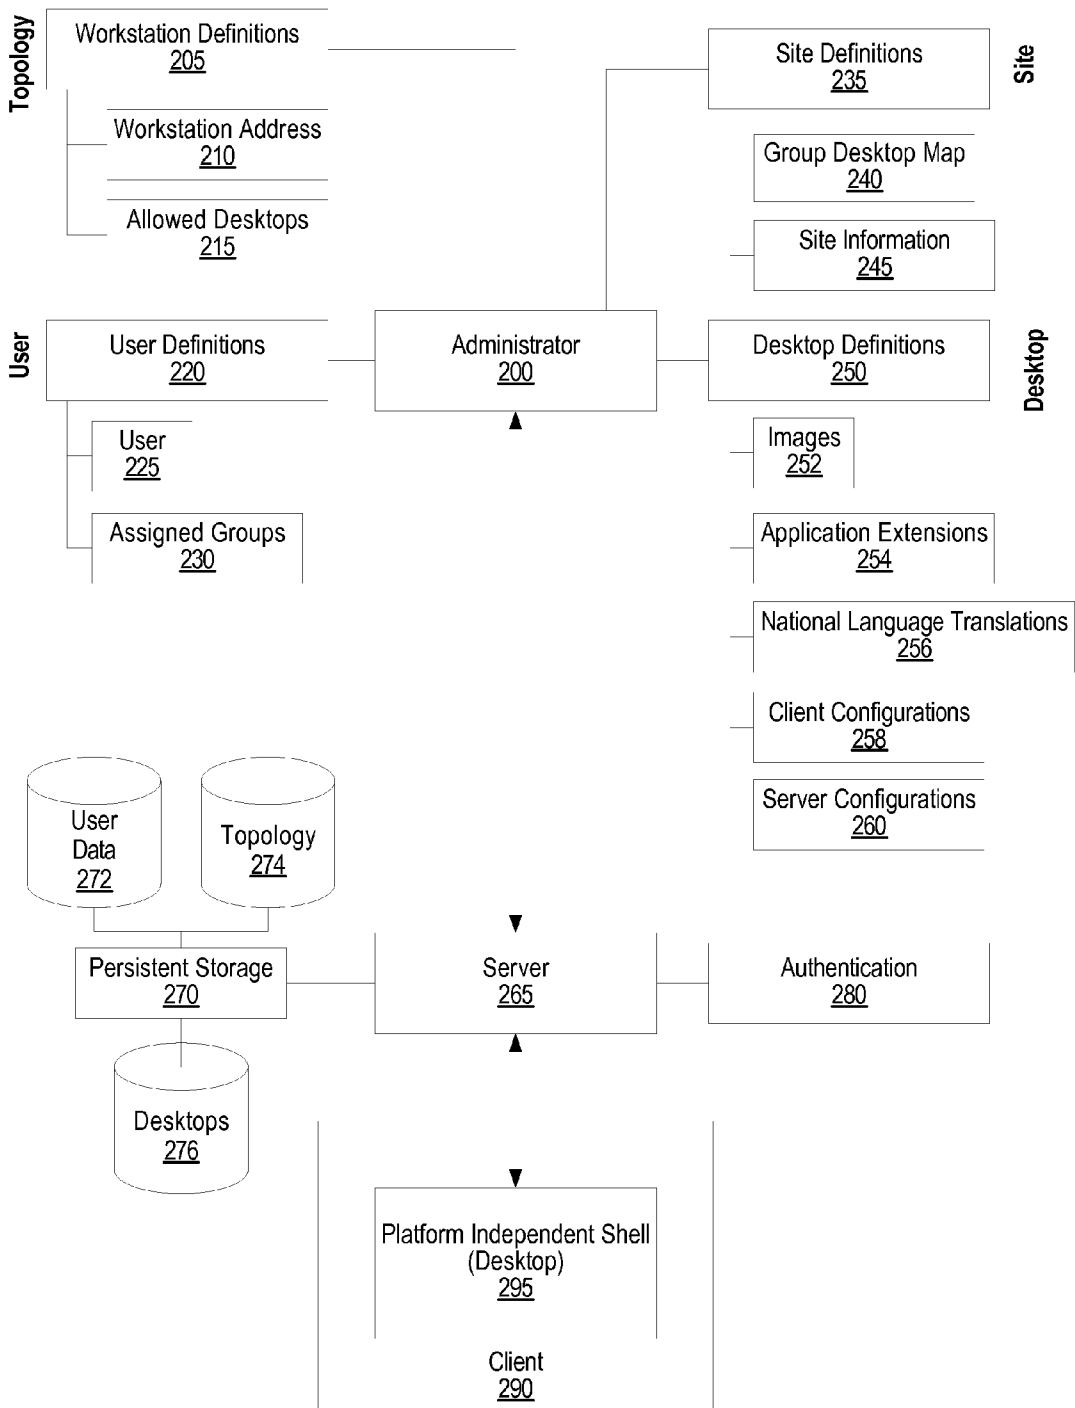 Topology
Workstation Definitions
205
Workstation Address
210
Allowed Desktops
215
Site
Site Definitions
235
Group Desktop Map
240
Site Information
245
User
User Definitions
220
User
225
Assigned Groups
230
Administrator
200
Desktop
Desktop Definitions
250
Images
252
Application Extensions
254
National Language Translations
256
Client Configurations
258
Server Configurations
260
User
Data
272
Topology
274
Persistent Storage
270
Desktops
276
Server
265
Authentication
280
Platform Independent Shell
(Desktop)
295
Client
290